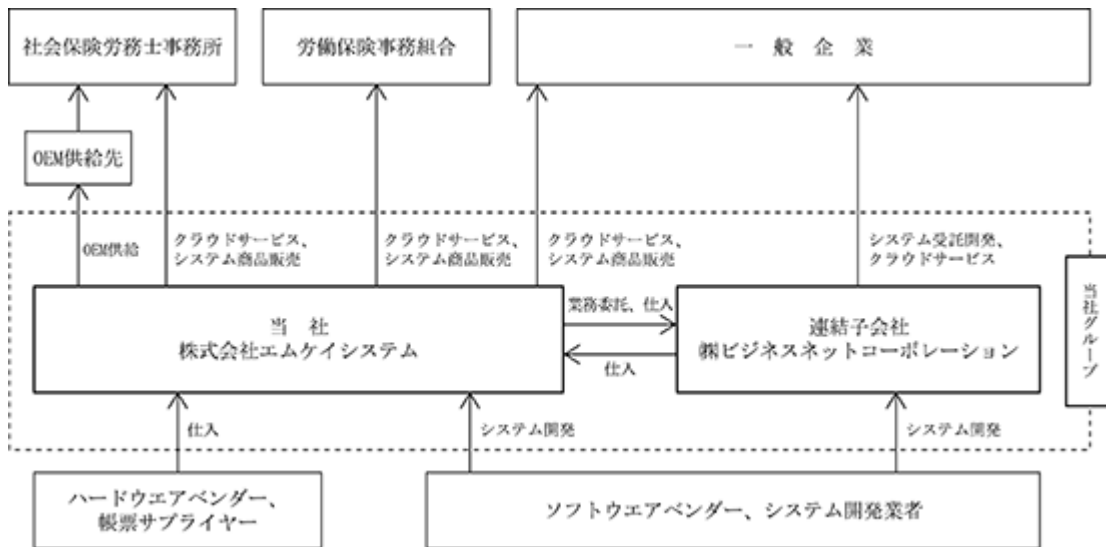 社会保険労務士事務所
労働保険事務組合
一般企業
OEM供給先
OEM供給
クラウドサービス、
システム商品販売
クラウドサービス、
システム商品販売
クラウドサービス、
システム商品販売
システム受託開発、
クラウドサービス
当社グループ
当社
株式会社エムケイシステム
業務委託、仕入
仕入
連結子会社
㈱ビジネスネットコーポレーション
仕入
システム開発
システム開発
ハードウエアベンダー、
帳票サプライヤー
ソフトウエアベンダー、システム開発業者